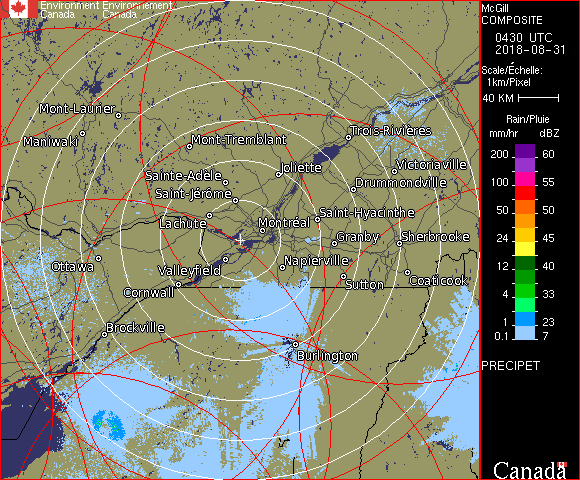 Environment Environnement
Canada Canada
McGill
COMPOSITE
0430 UTC
2018-08-31
Scale/Échelle:
1km/Pixel
40 KM
Rain/Pluie
mm/hr dBZ
200 60
150 57
100 55
50 50
24 45
12 40
4 33
1 23
0.1 7
PRECIPET
Canada
Mont-Laurier
Maniwaki
Mont-Tremblant
Trois-Rivières
Sainte-Adèle
Joliette
Victoriaville
Saint-Jérôme
Drummondville
Lachute
Montréal
Saint-Hyacinthe
Granby
Sherbrooke
Ottawa
Valleyfield
Napierville
Cornwall
Sutton
Coaticook
Brockville
Burlington